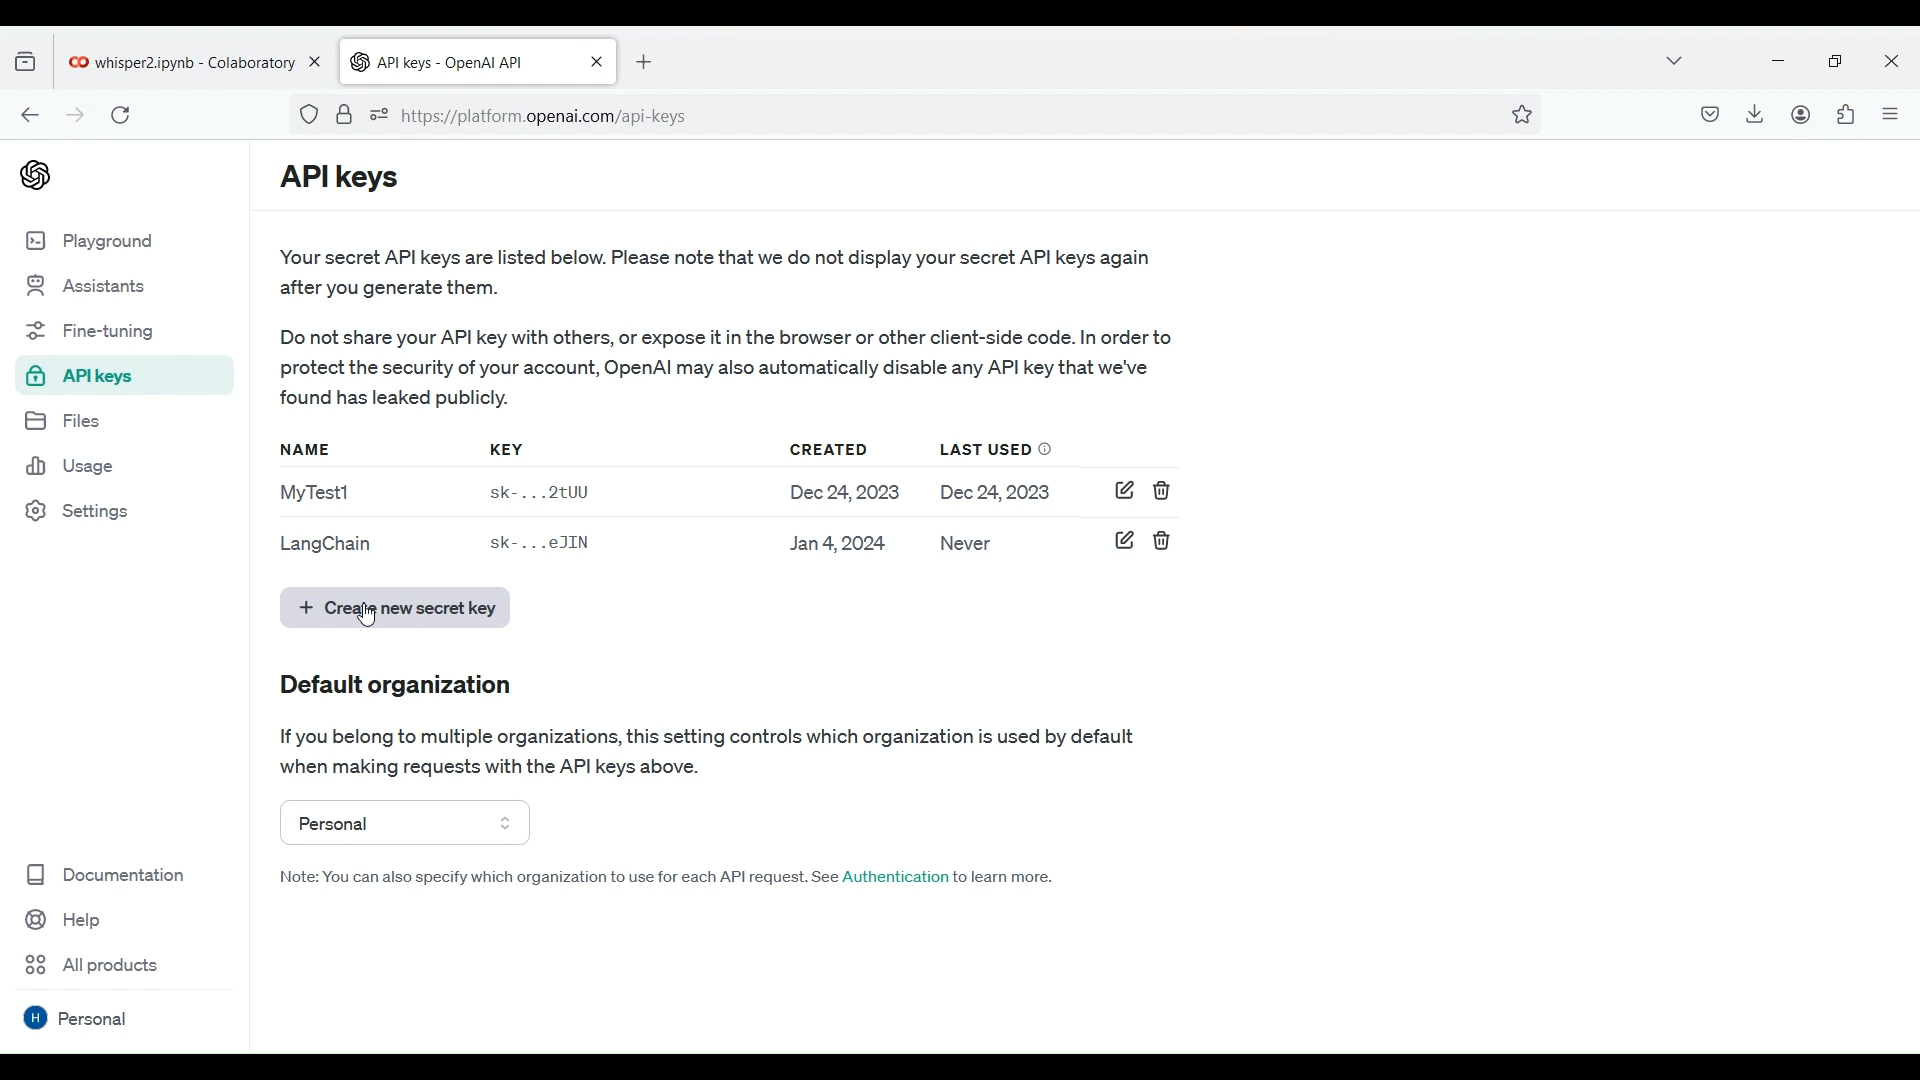 whisper2.ipynb - Colaboratory
API keys - OpenAI API
https://platform.openai.com/api-keys
API keys
Playground
Assistants
Fine-tuning
API keys
Files
Usage
Settings
Your secret API keys are listed below. Please note that we do not display your secret API keys again
after you generate them.
Do not share your API key with others, or expose it in the browser or other client-side code. In order to
protect the security of your account, OpenAI may also automatically disable any API key that we've
found has leaked publicly.
NAME KEY CREATED LAST USED
MyTest1 sk-...2tUU Dec 24, 2023 Dec 24, 2023
LangChain sk-...eJIN Jan 4, 2024 Never
+ Create new secret key
Default organization
If you belong to multiple organizations, this setting controls which organization is used by default
when making requests with the API keys above.
Personal
Note: You can also specify which organization to use for each API request. See Authentication to learn more.
Documentation
Help
All products
H Personal